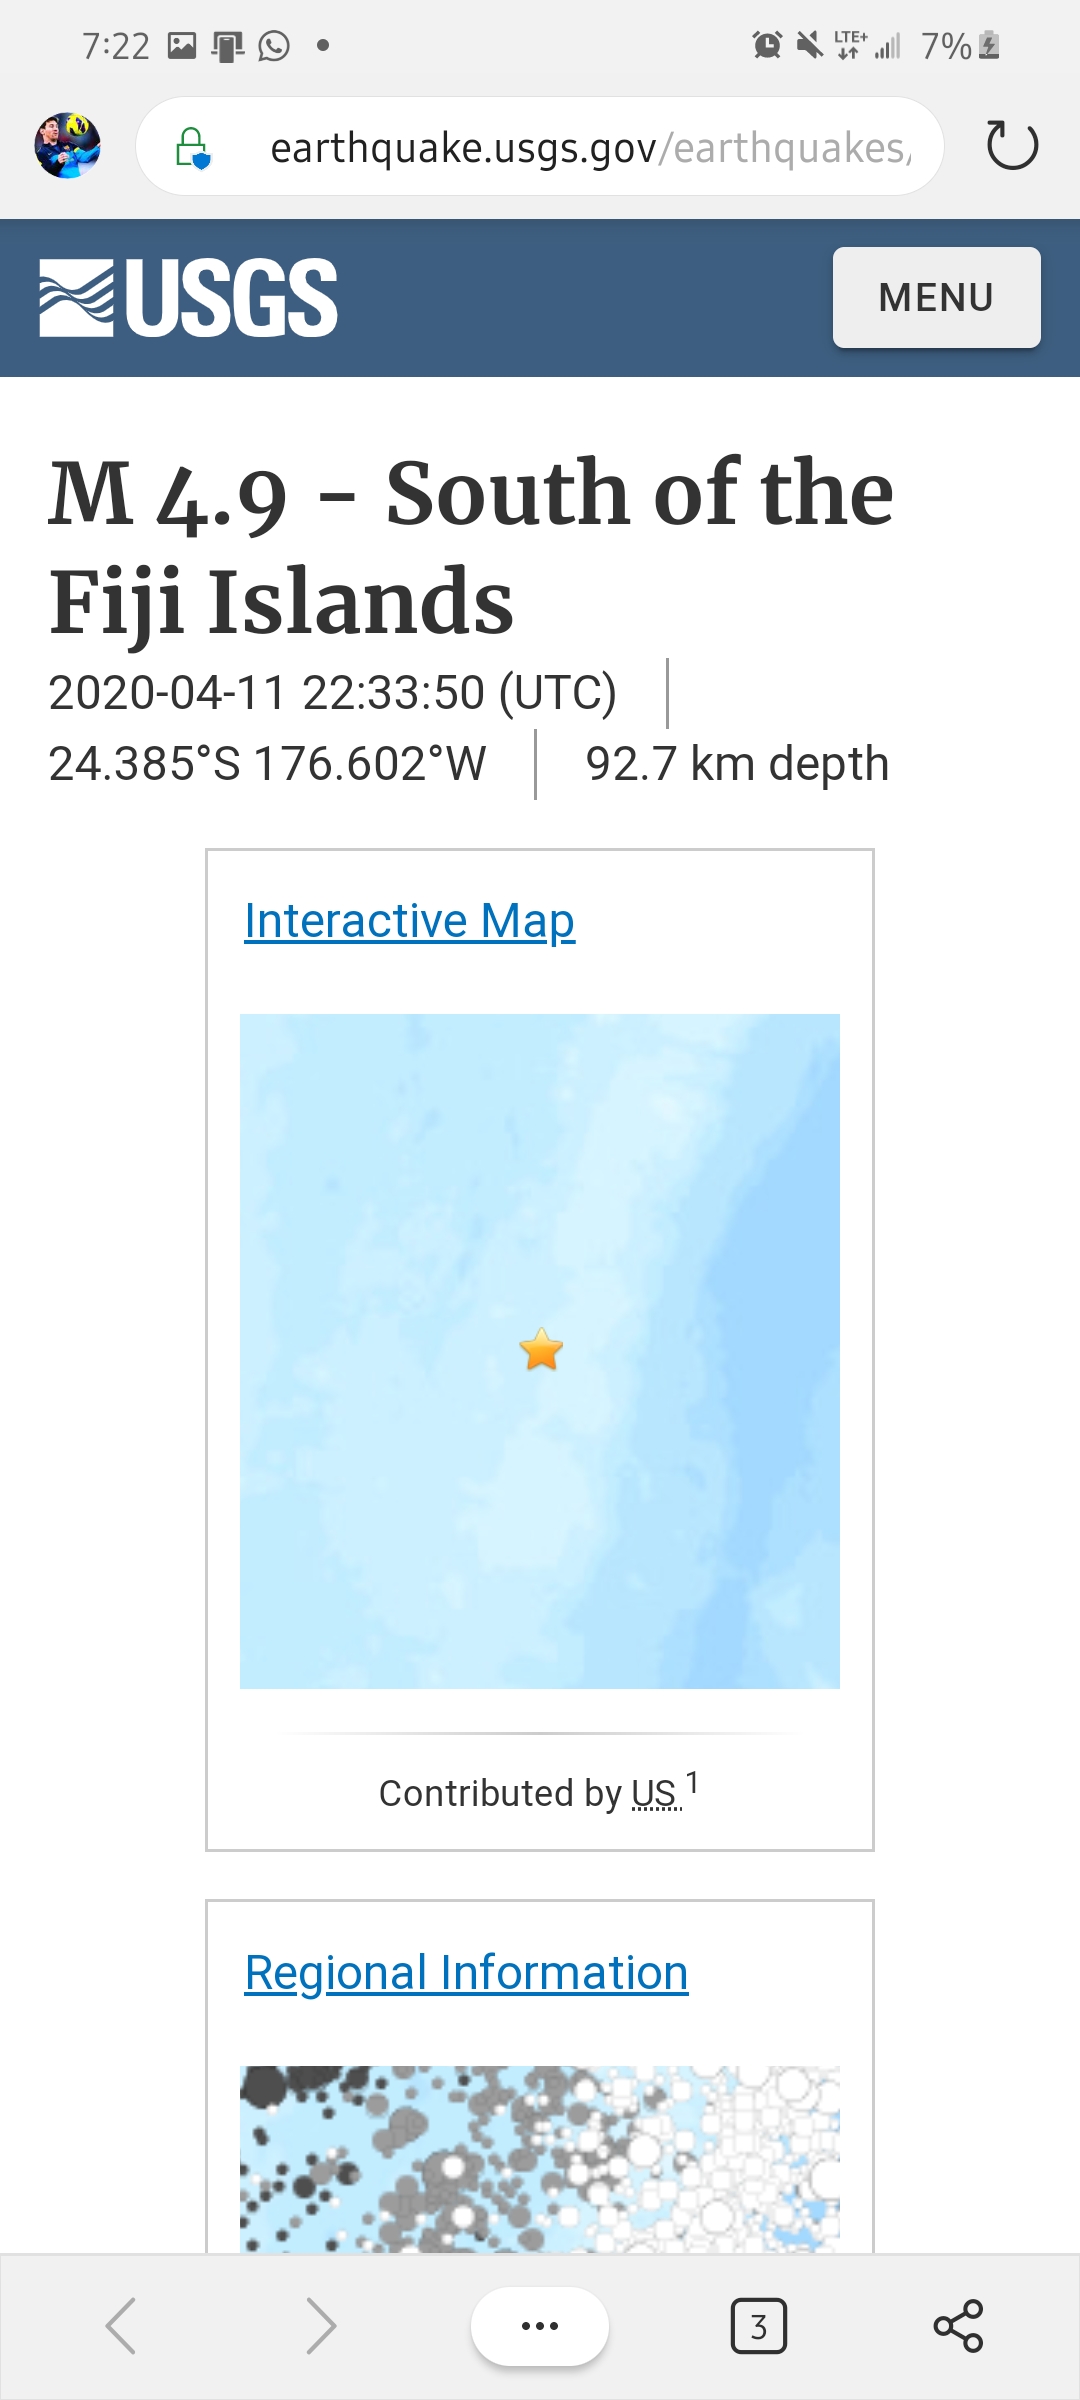 7:22
LTE+
7%
earthquake.usgs.gov/earthquakes/
USGS
MENU
M 4.9 - South of the
Fiji Islands
2020-04-11 22:33:50 (UTC)
24.385°S 176.602°W
92.7 km depth
Interactive Map
Contributed by US 1
Regional Information
3